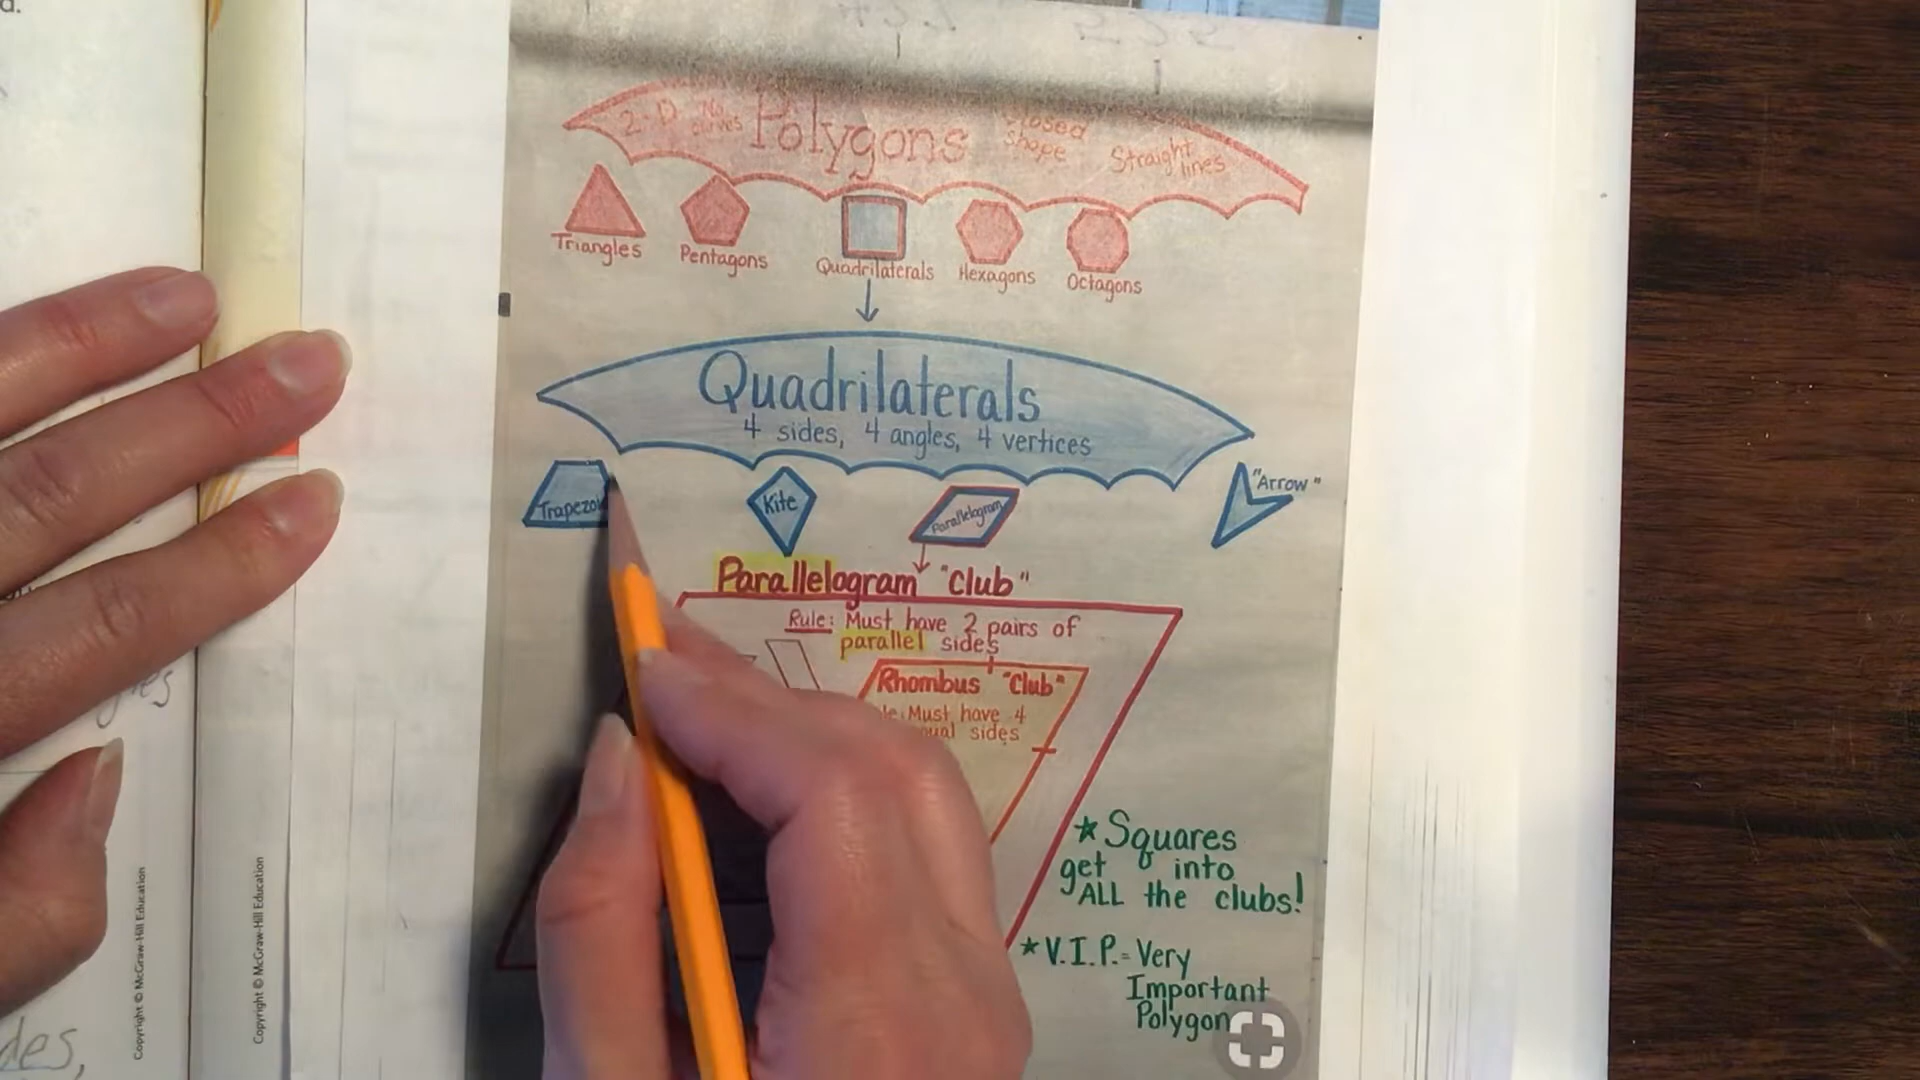 d.
2-D
No
curves
Polygons
shape
Straight
lines
Triangles
Pentagons
Quadrilaterals
Hexagons
Octagons
Quadrilaterals
4 sides, 4 angles, 4 vertices
Kite
Parallelogram
"Arrow"
Parallelogram "Club"
Rule: Must have 2 pairs of
parallel sides
Rhombus "Club"
Must have 4
sides
*Squares
get into
ALL the clubs!
*V.I.P.=Very
Important
Polygon
des,
Copyright © McGraw-Hill Education
Copyright © McGraw-Hill Education